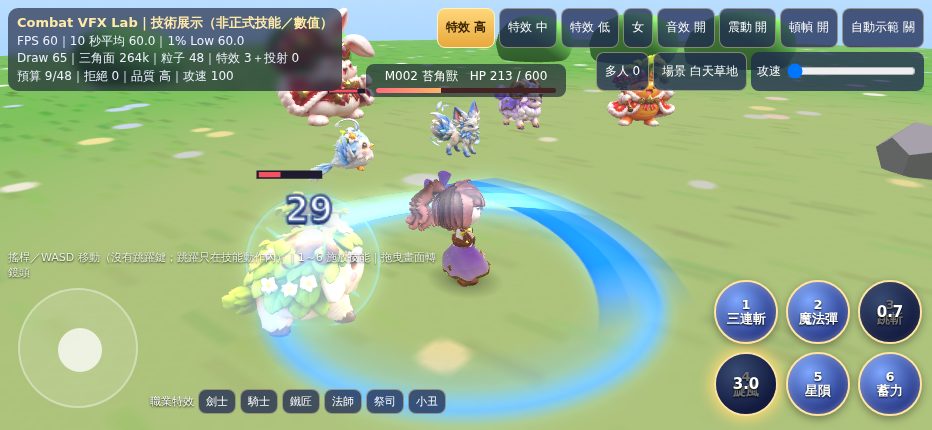 Combat VFX Lab｜技術展示（非正式技能／數值）
FPS 60｜10 秒平均 60.0｜1% Low 60.0
Draw 65｜三角面 264k｜粒子 48｜特效 3＋投射 0
預算 9/48｜拒絕 0｜品質 高｜攻速 100
特效 高
特效 中
特效 低
女
音效 開
震動 開
頓幀 開
自動示範 關
M002 苔角獸 HP 213 / 600
多人 0
場景 白天草地
攻速
29
搖桿／WASD 移動（沒有跳躍鍵；跳躍只在技能動作內）｜1～6 施放技能｜拖曳畫面轉
鏡頭
1
三連斬
2
魔法彈
3
0.7
跳斬
4
3.0
旋風
5
星隕
6
蓄力
職業特效
劍士
騎士
鐵匠
法師
祭司
小丑